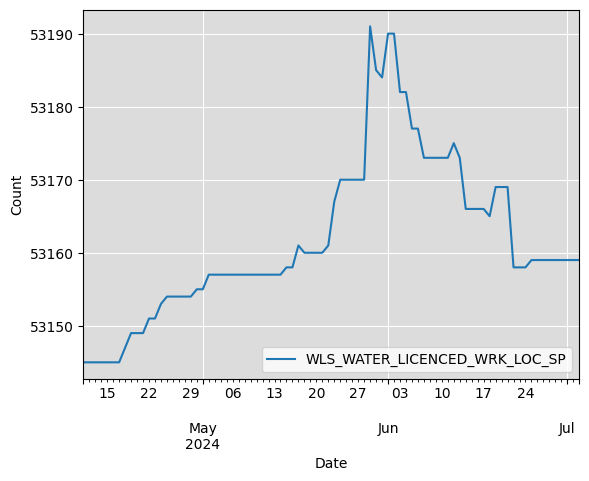 53190
53180
53170
53160
53150
Count
WLS_WATER_LICENCED_WRK_LOC_SP
15 22 29 06 13 20 27 03 10 17 24
May Jun Jul
2024
Date